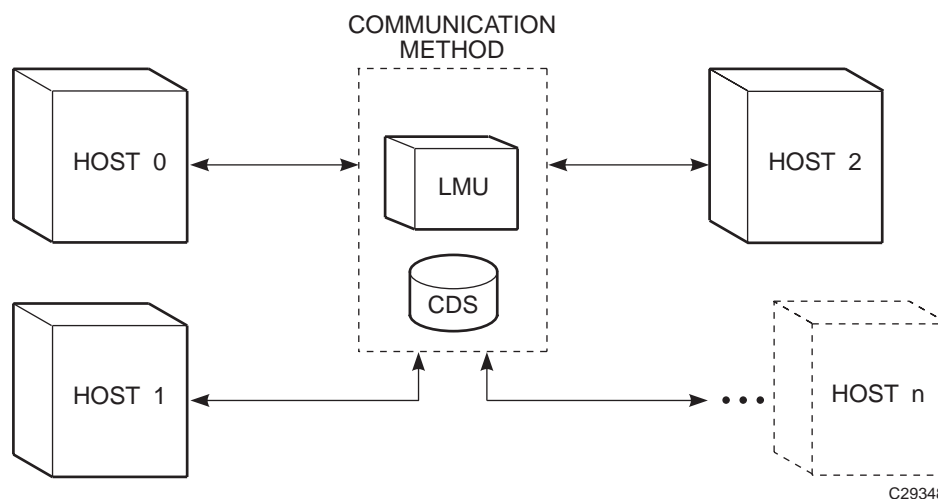 COMMUNICATION
METHOD
HOST 0
LMU
HOST 2
CDS
HOST 1
HOST n
C29348